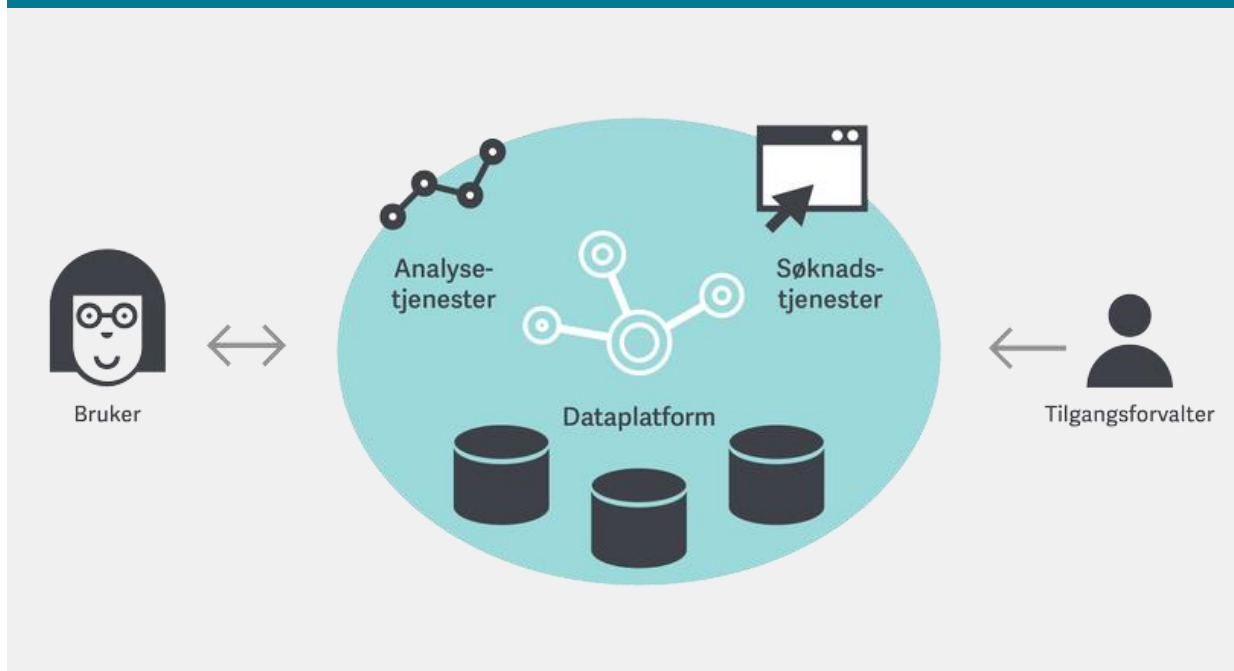 Analyse-
tjenester
Søknads-
tjenester
Bruker
Dataplatform
Tilgangsforvalter